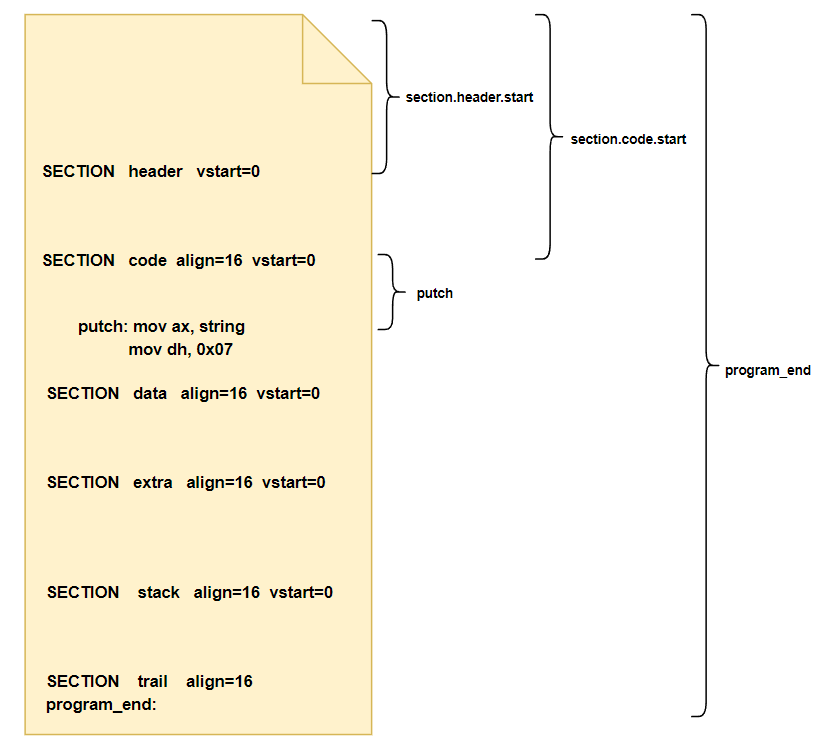 section.header.start
section.code.start
SECTION header vstart=0
SECTION code align=16 vstart=0
putch
putch: mov ax, string
mov dh, 0x07
program_end
SECTION data align=16 vstart=0
SECTION extra align=16 vstart=0
SECTION stack align=16 vstart=0
SECTION trail align=16
program_end: